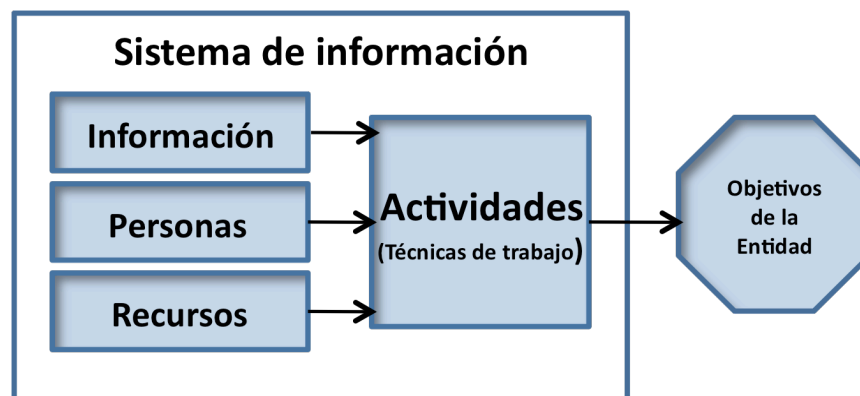 Sistema de información
Información
Personas
Recursos
Actividades
(Técnicas de trabajo)
Objetivos
de la
Entidad